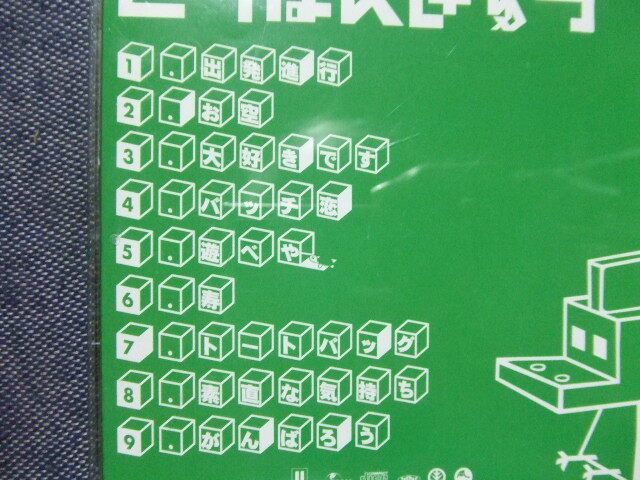 1.出発進行
2.お空
3.大好きです
4.パッチ恋
5.遊べや
6.寿
7.トートバッグ
8.素直な気持ち
9.がんばろう